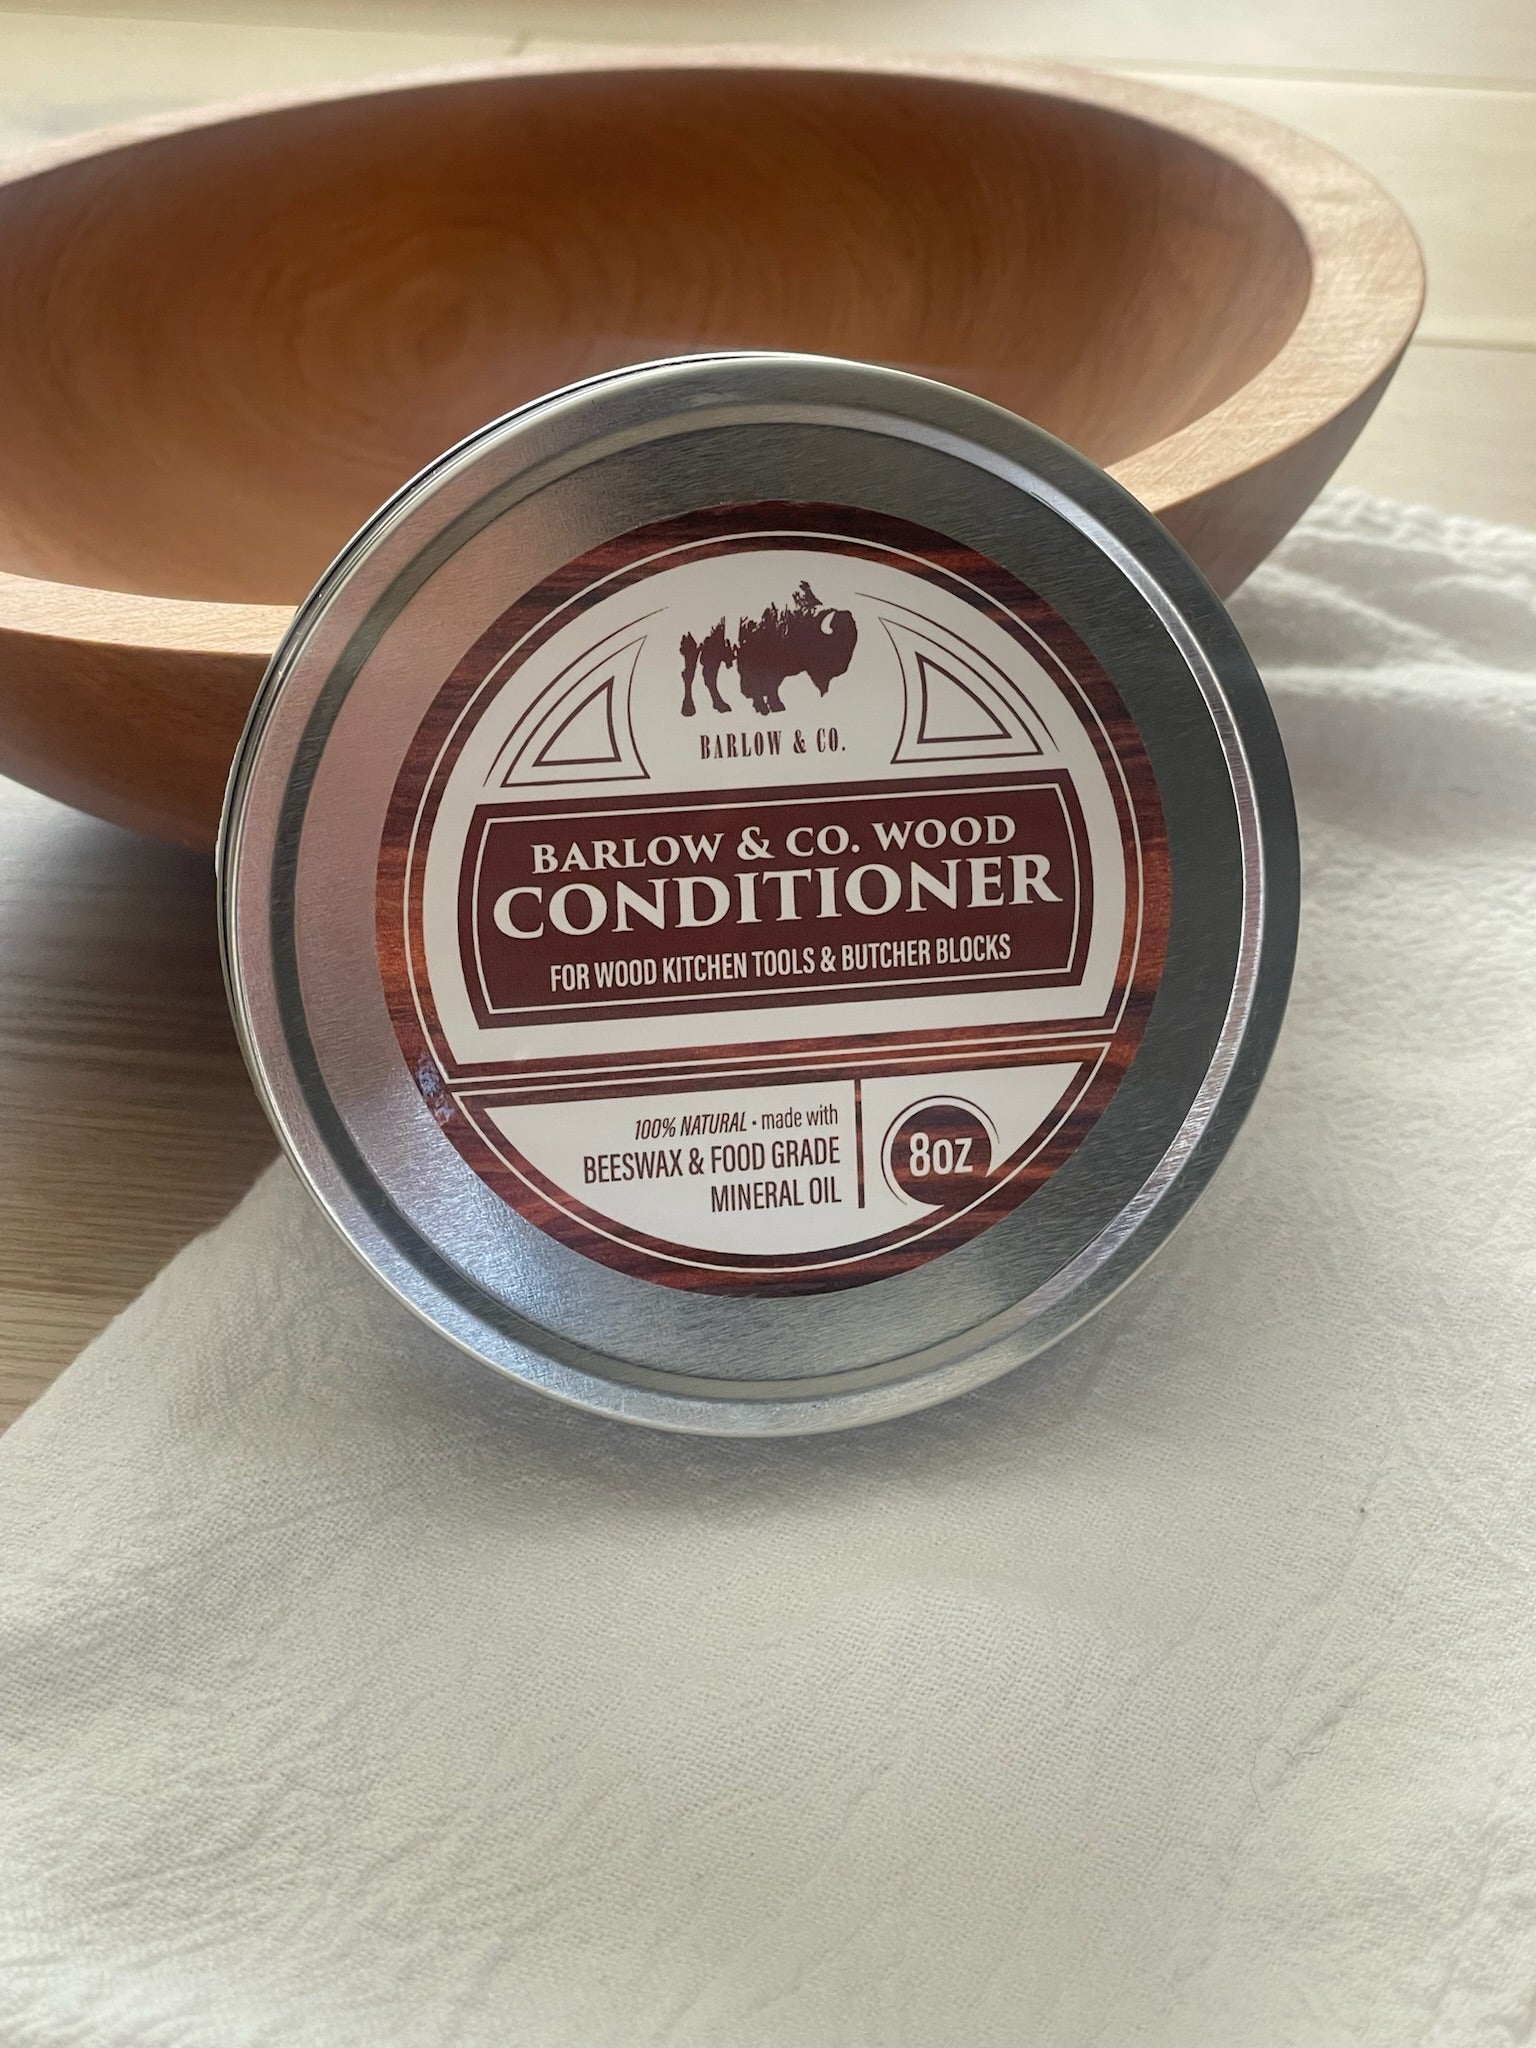 BARLOW & CO.
BARLOW & CO. WOOD
CONDITIONER
FOR WOOD KITCHEN TOOLS & BUTCHER BLOCKS
100% NATURAL • made with
BEESWAX & FOOD GRADE
MINERAL OIL
8oz